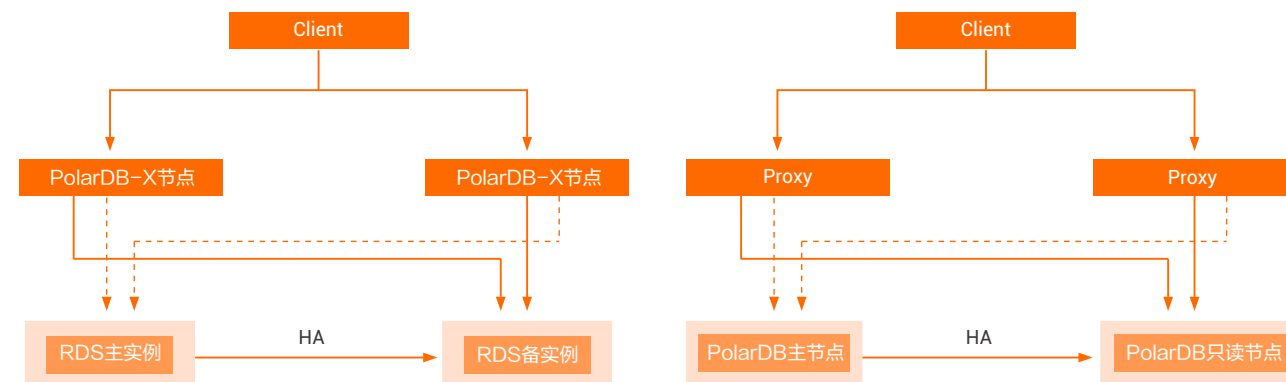 Client
PolarDB-X节点
PolarDB-X节点
RDS主实例
HA
RDS备实例
Client
Proxy
Proxy
PolarDB主节点
HA
PolarDB只读节点